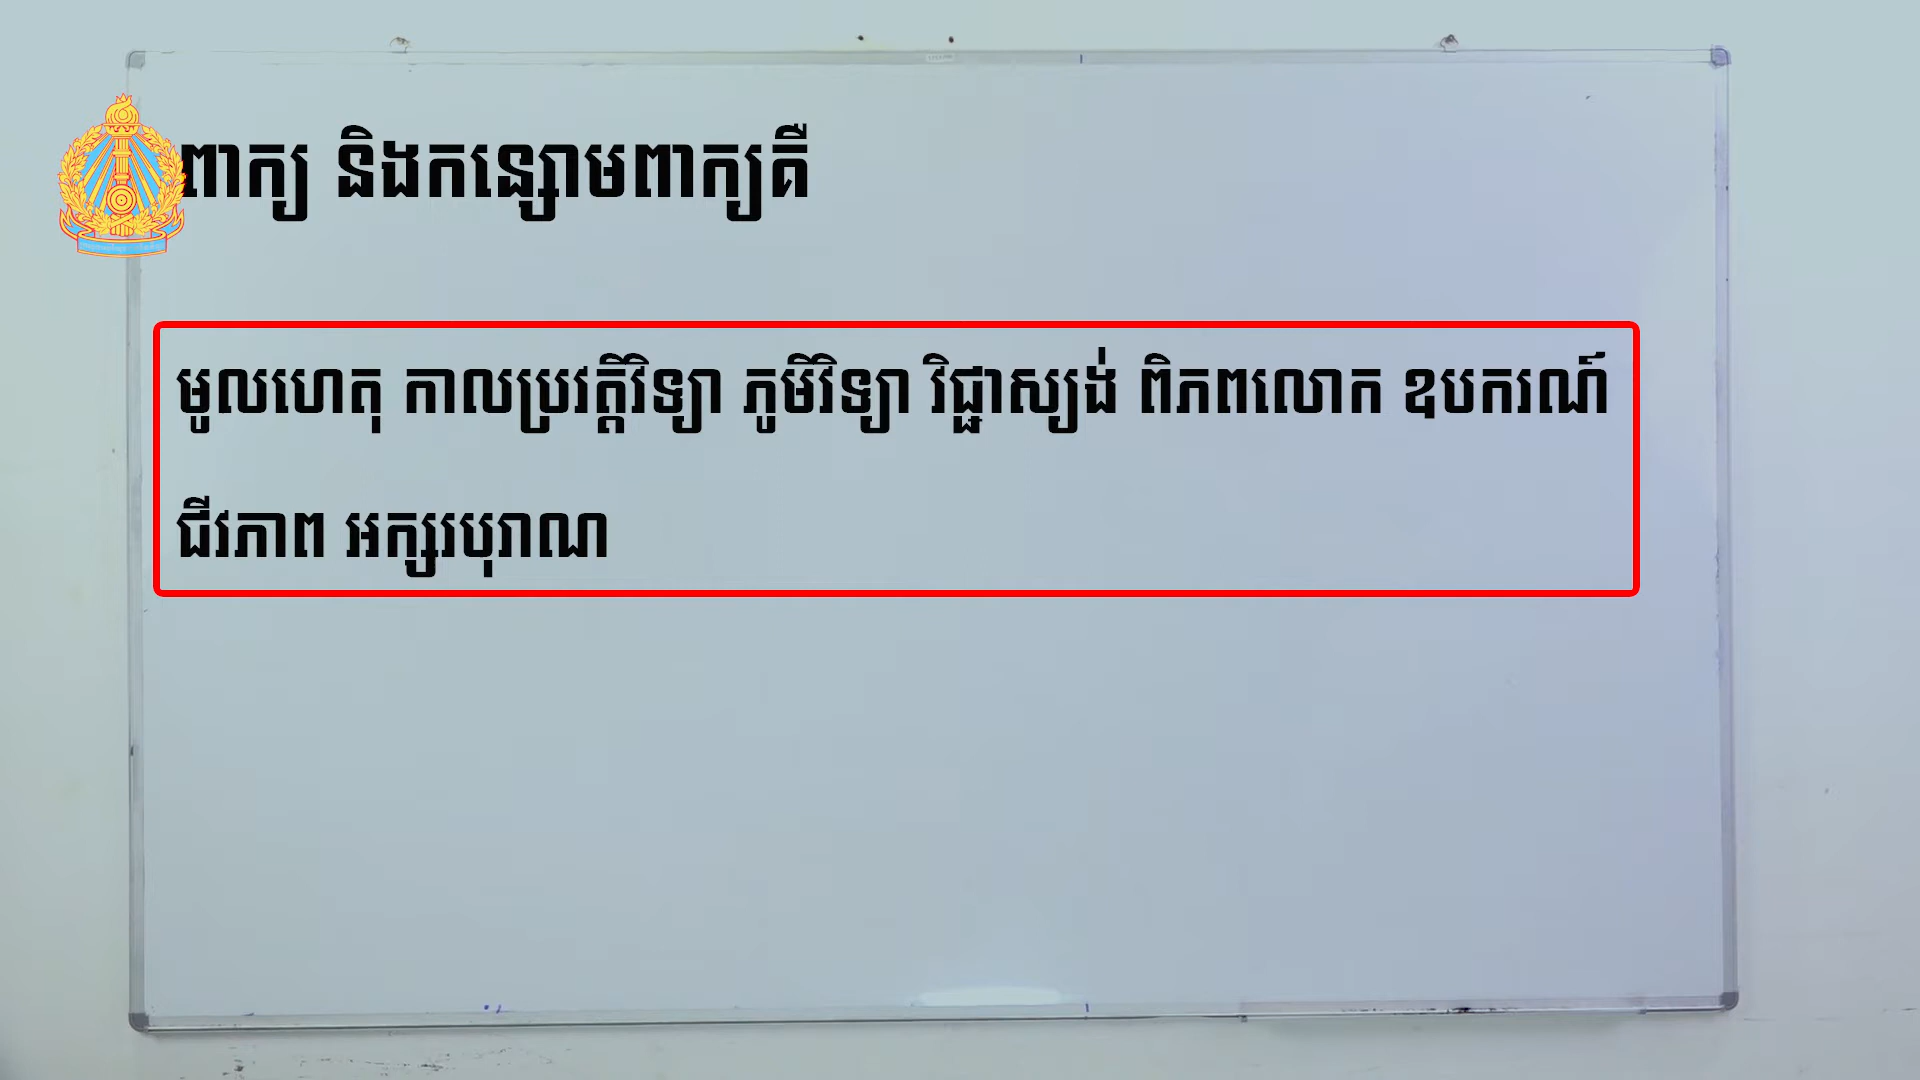 ពាក្យ និងកន្សោមពាក្យគឺ
មូលហេតុ កាលប្រវត្តិវិទ្យា ភូមិវិទ្យា វិជ្ជាស្យង់ ពិភពលោក ឧបករណ៍
ជីវភាព អក្សរបុរាណ